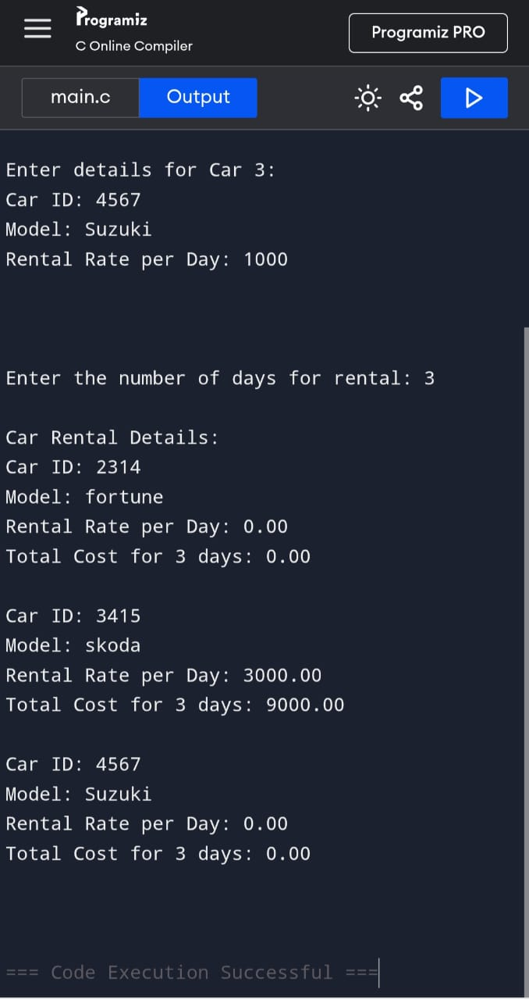 Programiz
C Online Compiler
Programiz PRO
main.c
Output
Enter details for Car 3:
Car ID: 4567
Model: Suzuki
Rental Rate per Day: 1000
Enter the number of days for rental: 3
Car Rental Details:
Car ID: 2314
Model: fortune
Rental Rate per Day: 0.00
Total Cost for 3 days: 0.00
Car ID: 3415
Model: skoda
Rental Rate per Day: 3000.00
Total Cost for 3 days: 9000.00
Car ID: 4567
Model: Suzuki
Rental Rate per Day: 0.00
Total Cost for 3 days: 0.00
=== Code Execution Successful ===